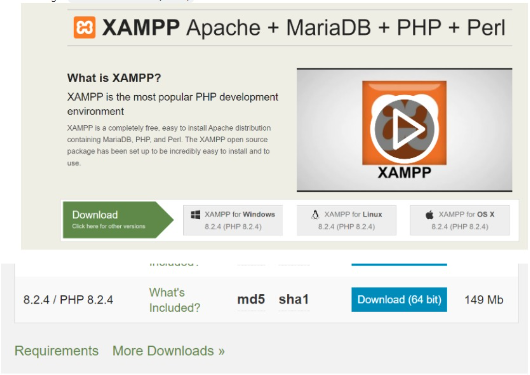 XAMPP Apache + MariaDB + PHP + Perl
What is XAMPP?
XAMPP is the most popular PHP development
environment
XAMPP is a completely free, easy to install Apache distribution
containing MariaDB, PHP, and Perl. The XAMPP open source
package has been set up to be incredibly easy to install and to
use.
XAMPP
Download
Click here for other versions
XAMPP for Windows
8.2.4 (PHP 8.2.4)
XAMPP for Linux
8.2.4 (PHP 8.2.4)
XAMPP for OS X
8.2.4 (PHP 8.2.4)
8.2.4 / PHP 8.2.4
What's
Included?
md5 sha1
Download (64 bit)
149 Mb
Requirements More Downloads »